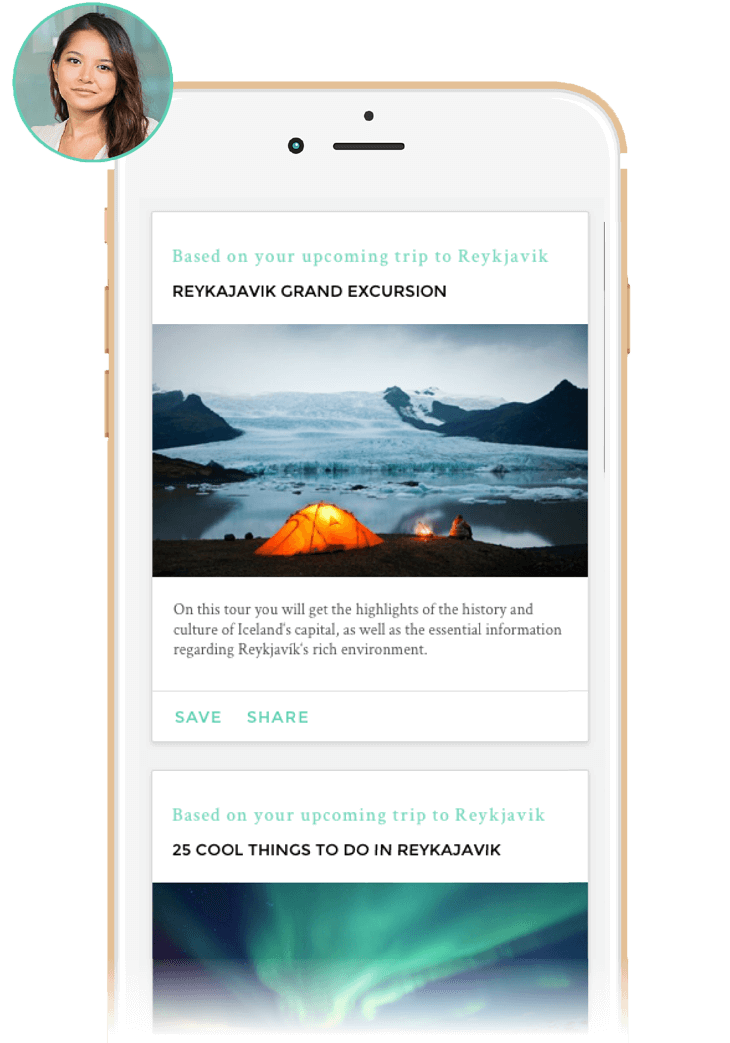 Based on your upcoming trip to Reykjavik
REYKAJAVIK GRAND EXCURSION
On this tour you will get the highlights of the history and
culture of Iceland's capital, as well as the essential information
regarding Reykjavík's rich environment.
SAVE SHARE
Based on your upcoming trip to Reykjavik
25 COOL THINGS TO DO IN REYKAJAVIK